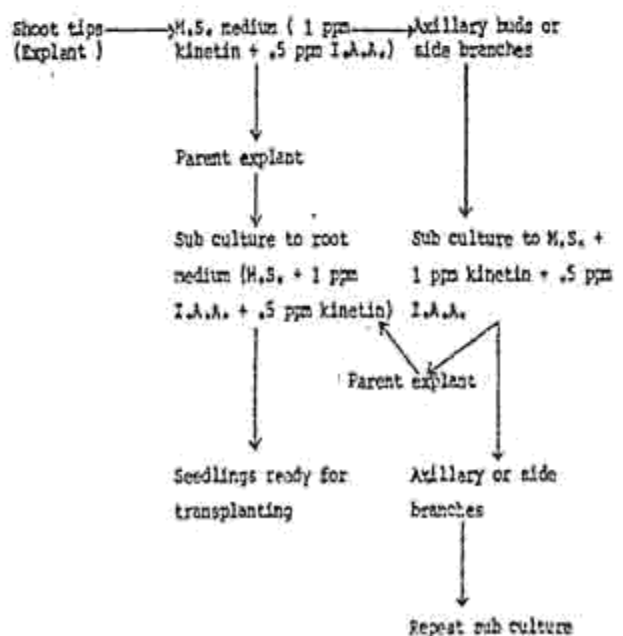 Shoot tips
(Explant )
M.S. medium ( 1 ppm
kinetin + .5 ppm I.A.A.)
Axillary buds or
side branches
Parent explant
Sub culture to root
medium (M.S. + 1 ppm
I.A.A. + .5 ppm kinetin)
Sub culture to M.S. +
1 ppm kinetin + .5 ppm
I.A.A.
Parent explant
Seedlings ready for
transplanting
Axillary or side
branches
Repeat sub culture